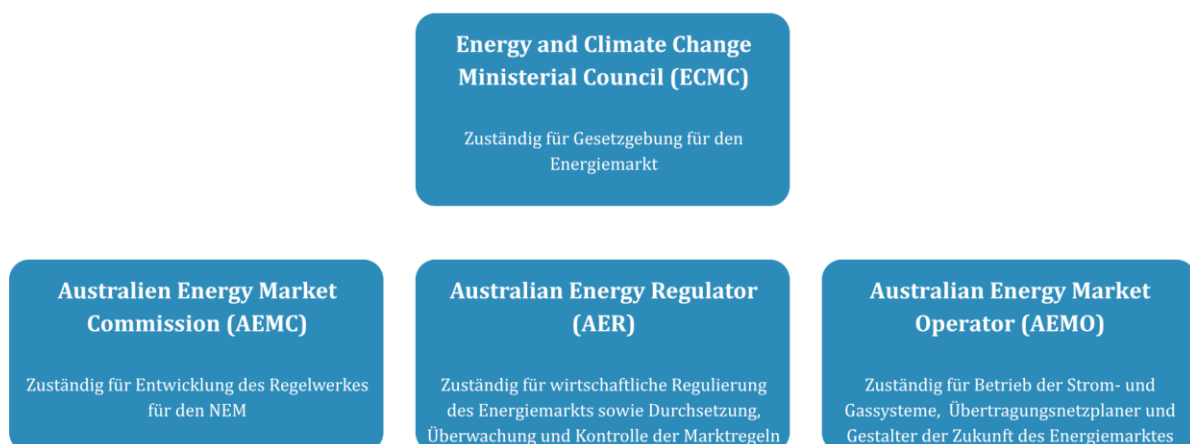 Energy and Climate Change
Ministerial Council (ECMC)
Zuständig für Gesetzgebung für den
Energiemarkt
Australien Energy Market
Commission (AEMC)
Zuständig für Entwicklung des Regelwerkes
für den NEM
Australian Energy Regulator
(AER)
Zuständig für wirtschaftliche Regulierung
des Energiemarkts sowie Durchsetzung,
Überwachung und Kontrolle der Marktregeln
Australian Energy Market
Operator (AEMO)
Zuständig für Betrieb der Strom- und
Gassysteme, Übertragungsnetzplaner und
Gestalter der Zukunft des Energiemarktes